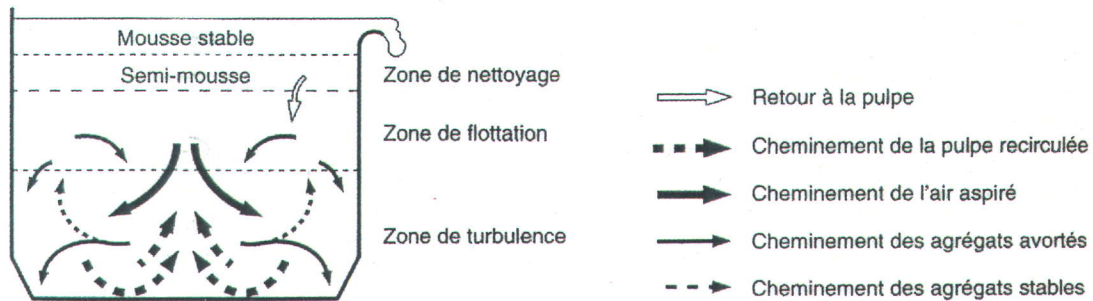 Mousse stable
Semi-mousse
Zone de nettoyage
Zone de flottation
Zone de turbulence
Retour à la pulpe
Cheminement de la pulpe recirculée
Cheminement de l'air aspiré
Cheminement des agrégats avortés
Cheminement des agrégats stables